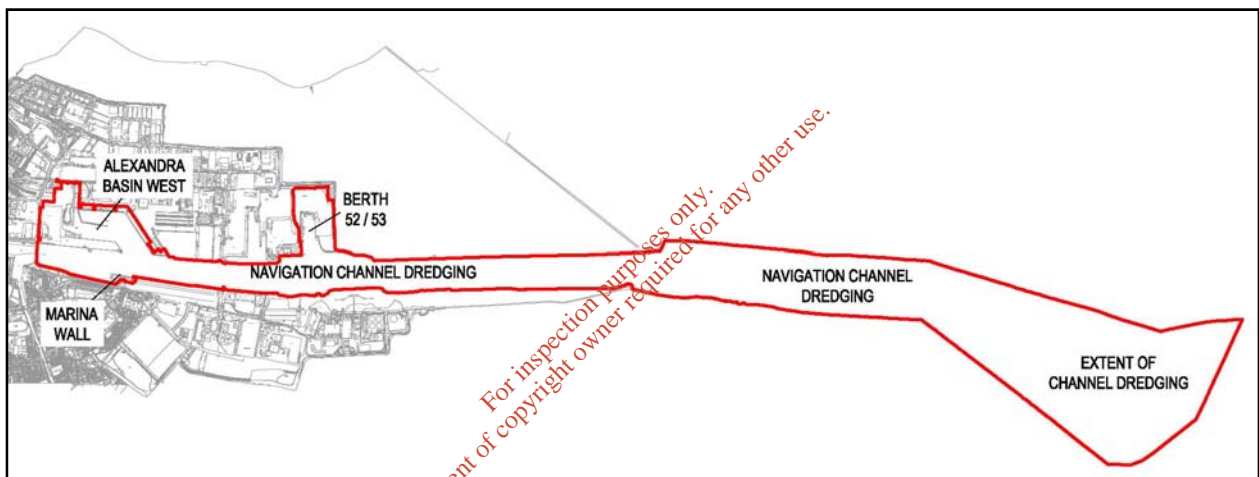 ALEXANDRA
BASIN WEST
BERTH
52 / 53
NAVIGATION CHANNEL DREDGING
MARINA
WALL
NAVIGATION CHANNEL
DREDGING
EXTENT OF
CHANNEL DREDGING
For inspection purposes only.
of copyright owner required for any other use.